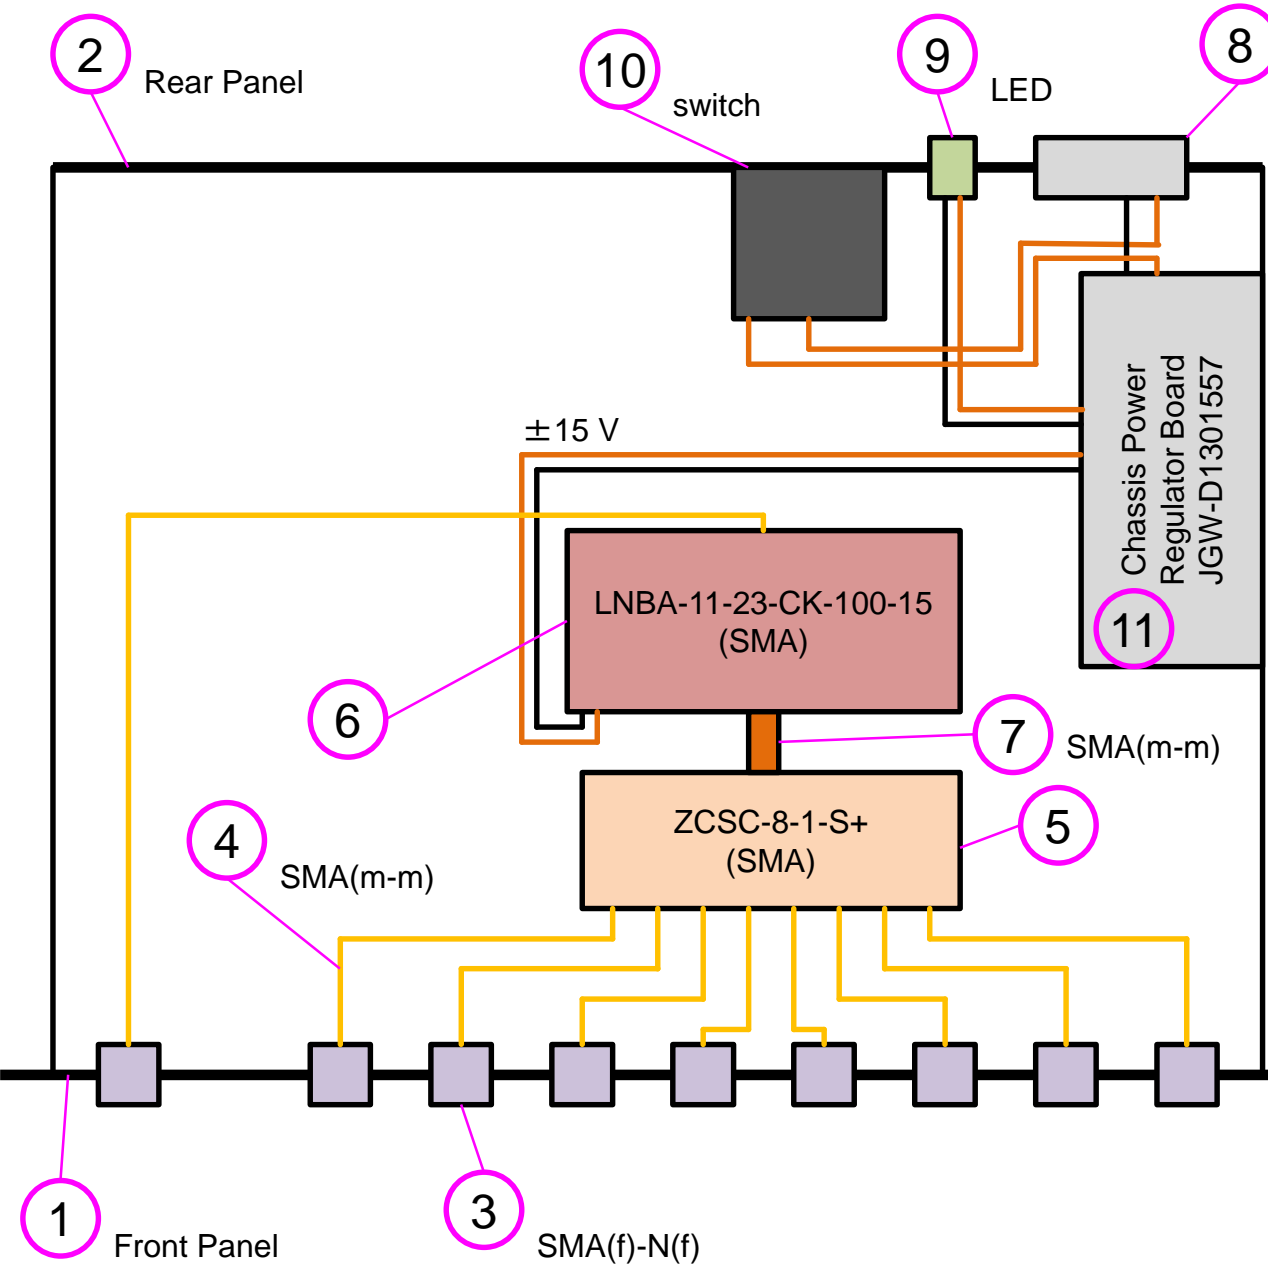 2
Rear Panel
10
switch
9
LED
8
±15 V
Chassis Power
Regulator Board
JGW-D1301557
11
LNBA-11-23-CK-100-15
(SMA)
6
7
SMA(m-m)
ZCSC-8-1-S+
(SMA)
5
4
SMA(m-m)
1
Front Panel
3
SMA(f)-N(f)